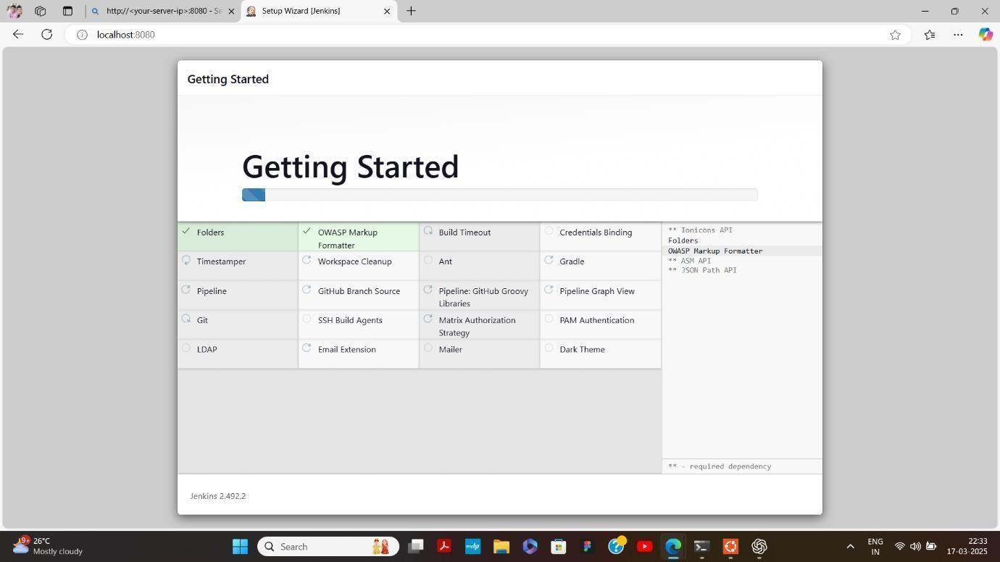 http://<your-server-ip>:8080 - Se
Setup Wizard [Jenkins]
localhost:8080
Getting Started
Getting Started
Folders
OWASP Markup
Formatter
Build Timeout
Credentials Binding
Timestamper
Workspace Cleanup
Ant
Gradle
Pipeline
GitHub Branch Source
Pipeline: GitHub Groovy
Libraries
Pipeline Graph View
Git
SSH Build Agents
Matrix Authorization
Strategy
PAM Authentication
LDAP
Email Extension
Mailer
Dark Theme
** Ionicons API
Folders
OWASP Markup Formatter
** ASM API
** JSON Path API
** - required dependency
Jenkins 2.492.2
9+
26°C
Mostly cloudy
Search
myhp
ENG
IN
22:33
17-03-2025